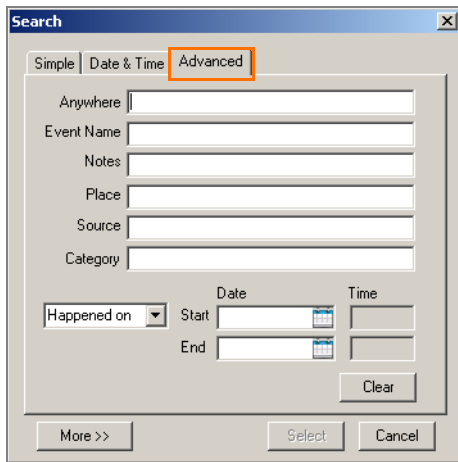 Search
Simple Date & Time Advanced
Anywhere
Event Name
Notes
Place
Source
Category
Date Time
Happened on Start
End
Clear
More >> Select Cancel